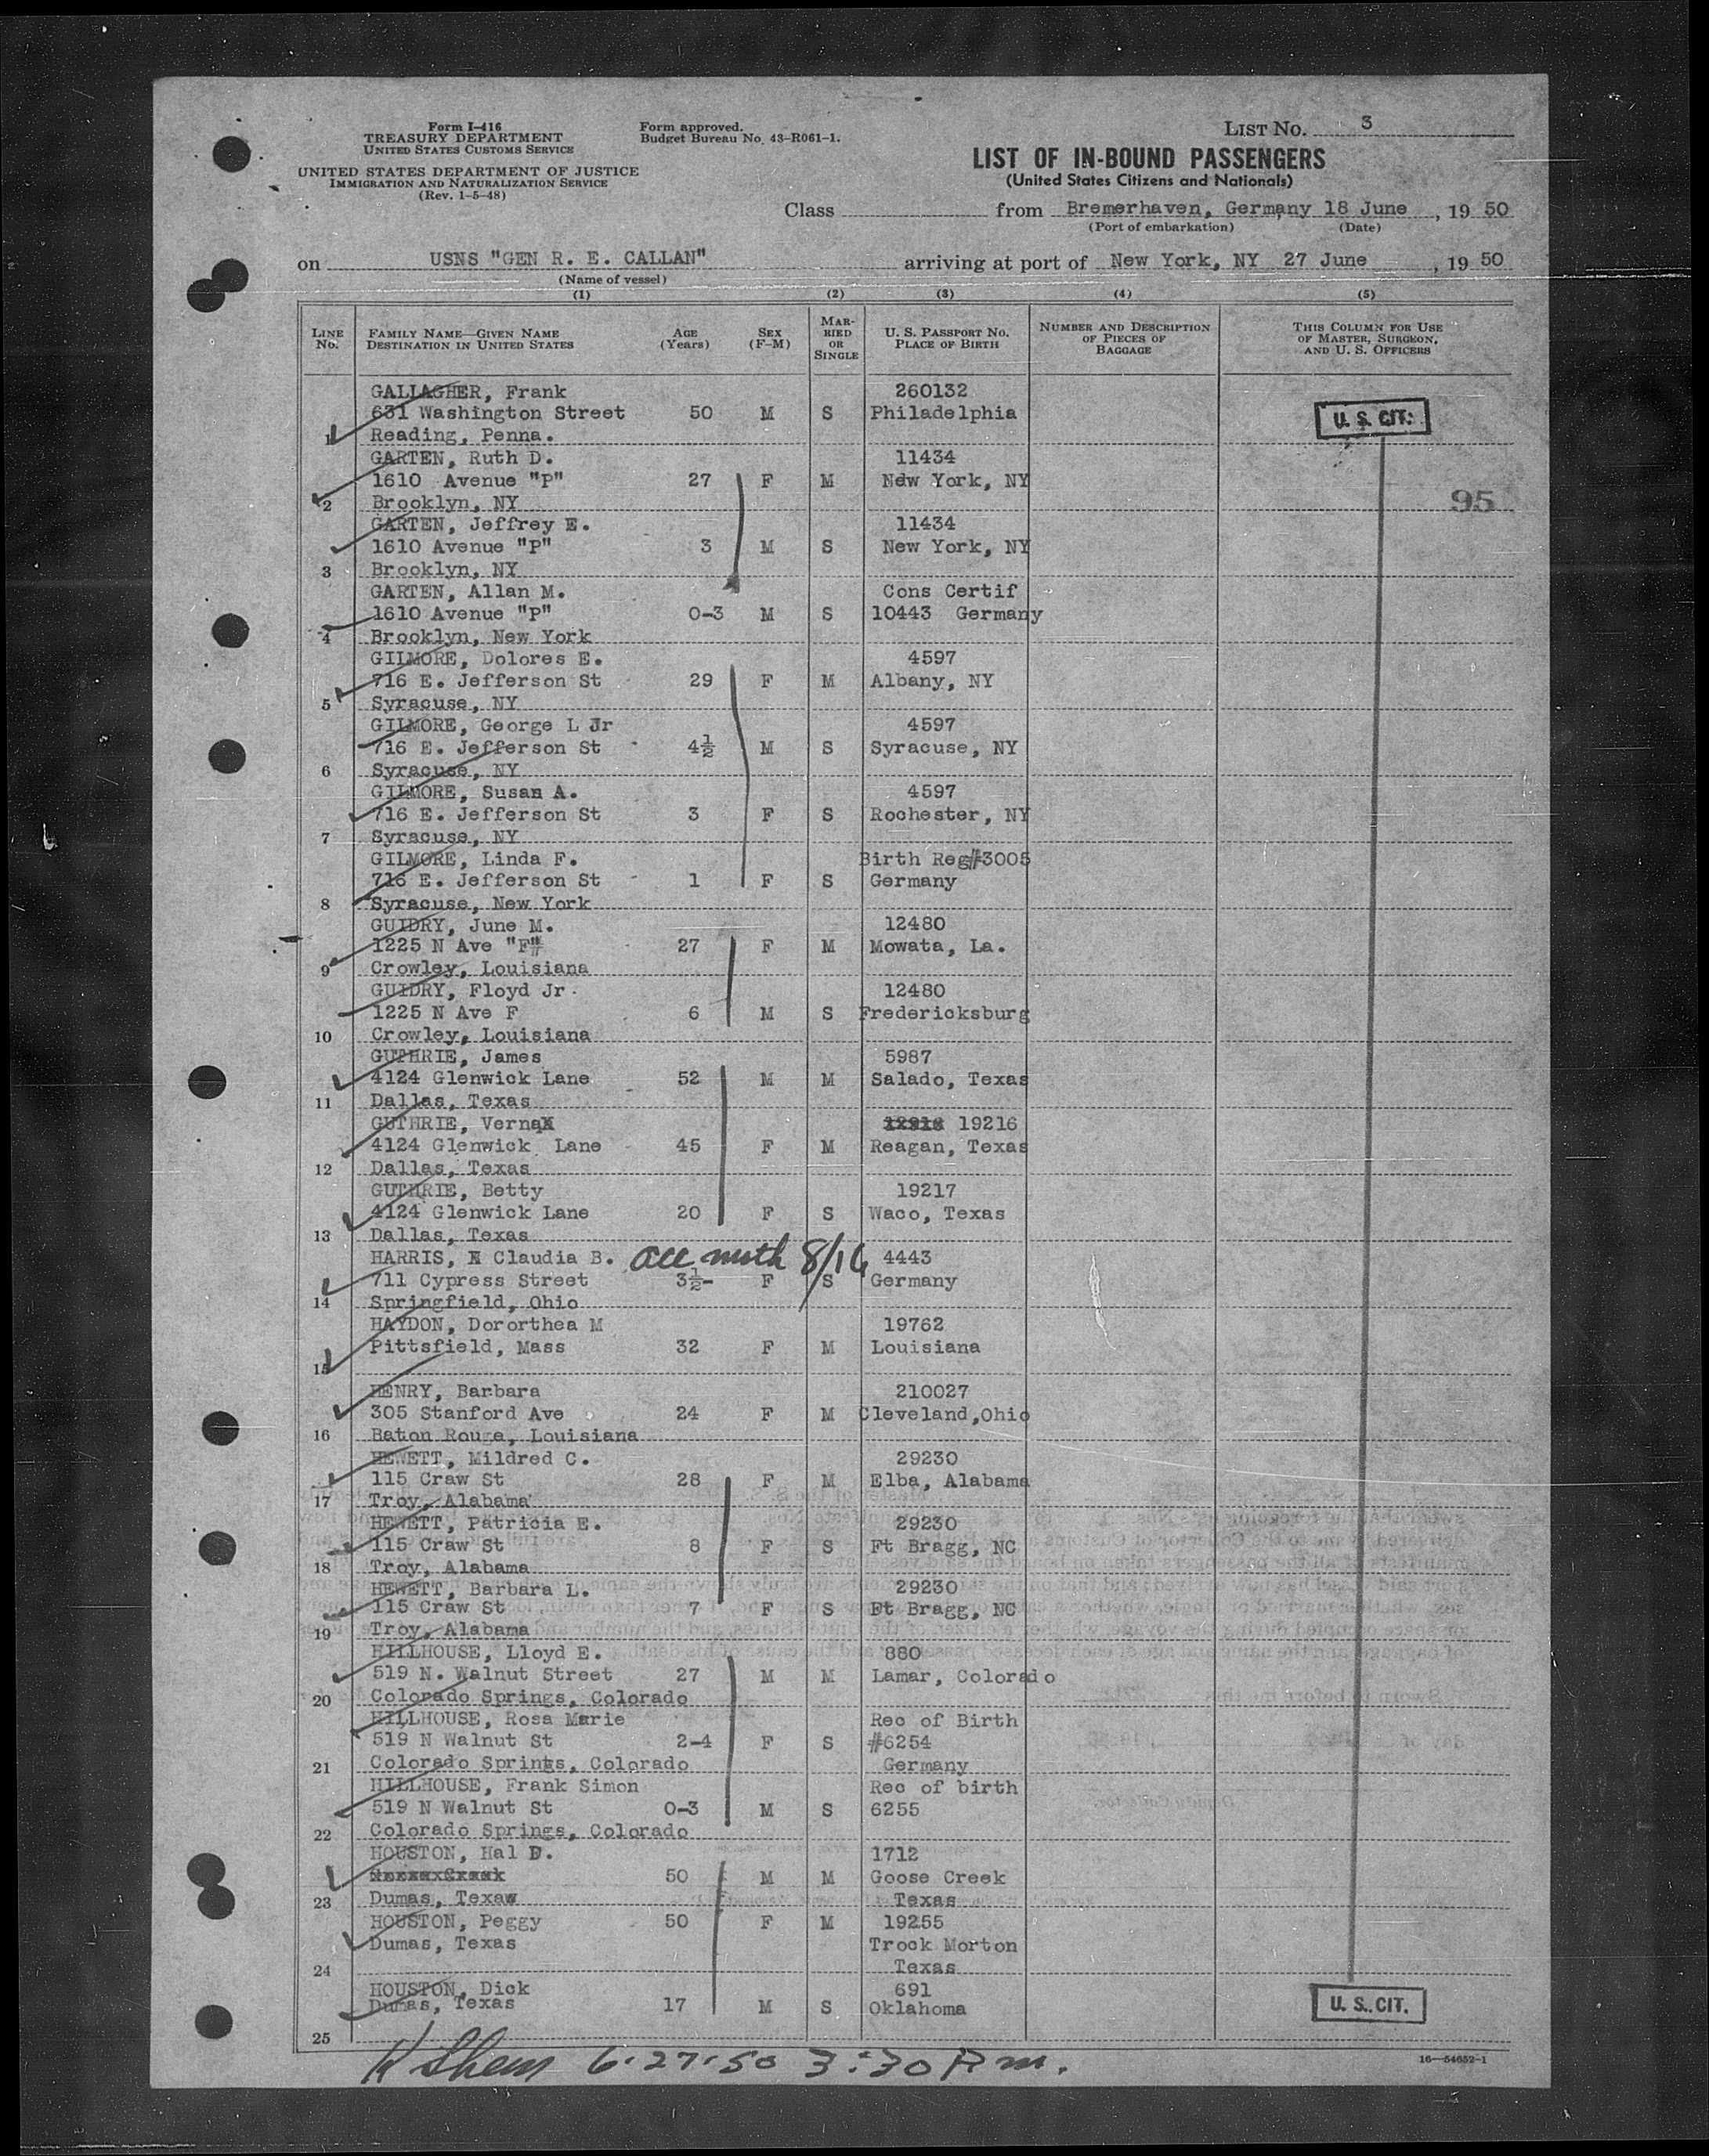 Form I-416
TREASURY DEPARTMENT
UNITED STATES CUSTOMS SERVICE
UNITED STATES DEPARTMENT OF JUSTICE
IMMIGRATION AND NATURALIZATION SERVICE
(Rev. 1-5-48)
Form approved.
Budget Bureau No. 43-R061-1.
LIST NO. 3
LIST OF IN-BOUND PASSENGERS
(United States Citizens and Nationals)
Class from Bremerhaven, Germany 18 June, 19 50
(Port of embarkation) (Date)
on USNS "GEN R. E. CALLAN" arriving at port of New York, NY 27 June, 19 50
(Name of vessel)
(1) (2) (3) (4) (5)
LINE NO. FAMILY NAME—GIVEN NAME DESTINATION IN UNITED STATES AGE (Years) SEX (F-M) MARRIED OR SINGLE U. S. PASSPORT NO. PLACE OF BIRTH NUMBER AND DESCRIPTION OF PIECES OF BAGGAGE THIS COLUMN FOR USE OF MASTER, SURGEON, AND U. S. OFFICERS
GALLAGHER, Frank 260132
631 Washington Street 50 M S Philadelphia U. S. CIT.
1 Reading, Penna.
GARTEN, Ruth D. 11434
1610 Avenue "P" 27 F M New York, NY
2 Brooklyn, NY 95
GARTEN, Jeffrey E. 11434
1610 Avenue "P" 3 M S New York, NY
3 Brooklyn, NY
GARTEN, Allan M. Cons Certif
1610 Avenue "P" 0-3 M S 10443 Germany
4 Brooklyn, New York
GILMORE, Dolores E. 4597
716 E. Jefferson St 29 F M Albany, NY
5 Syracuse, NY
GILMORE, George L Jr 4597
716 E. Jefferson St 4½ M S Syracuse, NY
6 Syracuse, NY
GILMORE, Susan A. 4597
716 E. Jefferson St 3 F S Rochester, NY
7 Syracuse, NY
GILMORE, Linda F. Birth Reg#3005
716 E. Jefferson St 1 F S Germany
8 Syracuse, New York
GUIDRY, June M. 12480
1225 N Ave "F" 27 F M Mowata, La.
9 Crowley, Louisiana
GUIDRY, Floyd Jr. 12480
1225 N Ave F 6 M S Fredericksburg
10 Crowley, Louisiana
GUTHRIE, James 5987
4124 Glenwick Lane 52 M M Salado, Texas
11 Dallas, Texas
GUTHRIE, Verna 19216
4124 Glenwick Lane 45 F M Reagan, Texas
12 Dallas, Texas
GUTHRIE, Betty 19217
4124 Glenwick Lane 20 F S Waco, Texas
13 Dallas, Texas
HARRIS, Claudia B. acc with 8/16 4443
711 Cypress Street 3½- F S Germany
14 Springfield, Ohio
HAYDON, Dororthea M 19762
Pittsfield, Mass 32 F M Louisiana
15
HENRY, Barbara 210027
305 Stanford Ave 24 F M Cleveland,Ohio
16 Baton Rouge, Louisiana
HEWETT, Mildred C. 29230
115 Craw St 28 F M Elba, Alabama
17 Troy, Alabama
HEWETT, Patricia E. 29230
115 Craw St 8 F S Ft Bragg, NC
18 Troy, Alabama
HEWETT, Barbara L. 29230
115 Craw St 7 F S Ft Bragg, NC
19 Troy, Alabama
HILLHOUSE, Lloyd E. 880
519 N. Walnut Street 27 M M Lamar, Colorado
20 Colorado Springs, Colorado
HILLHOUSE, Rosa Marie Rec of Birth
519 N Walnut St 2-4 F S #6254
21 Colorado Springs, Colorado Germany
HILLHOUSE, Frank Simon Rec of birth
519 N Walnut St 0-3 M S 6255
22 Colorado Springs, Colorado
HOUSTON, Hal D. 1712
50 M M Goose Creek
23 Dumas, Texas Texas
HOUSTON, Peggy 50 F M 19255
Dumas, Texas Trock Morton
24 Texas
HOUSTON, Dick 691
Dumas, Texas 17 M S Oklahoma U. S. CIT.
25
6-27-50 3:30 P m.
16—54652-1